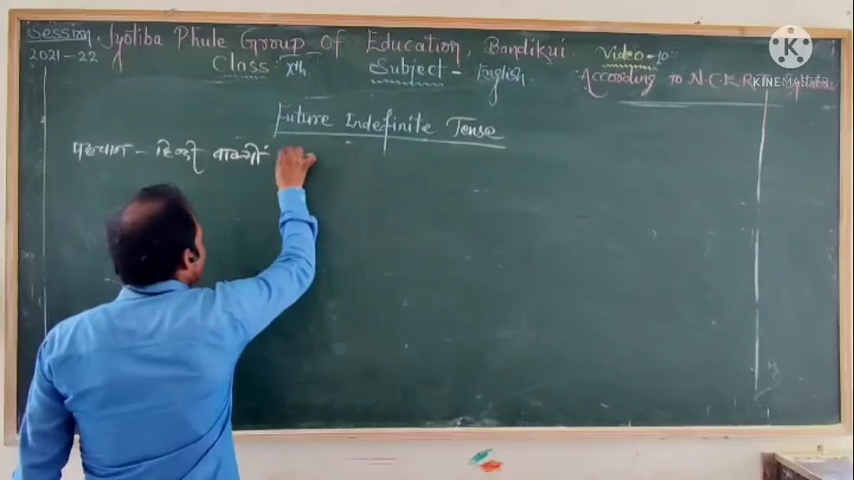 Session Jyotiba Phule Group Of Education, Bandikui
2021-22 Class Xth Subject - English Video - 10
According to N.C.E.R.T
KINEMASTER
Future Indefinite Tense
पहचान - हिन्दी वाक्यों